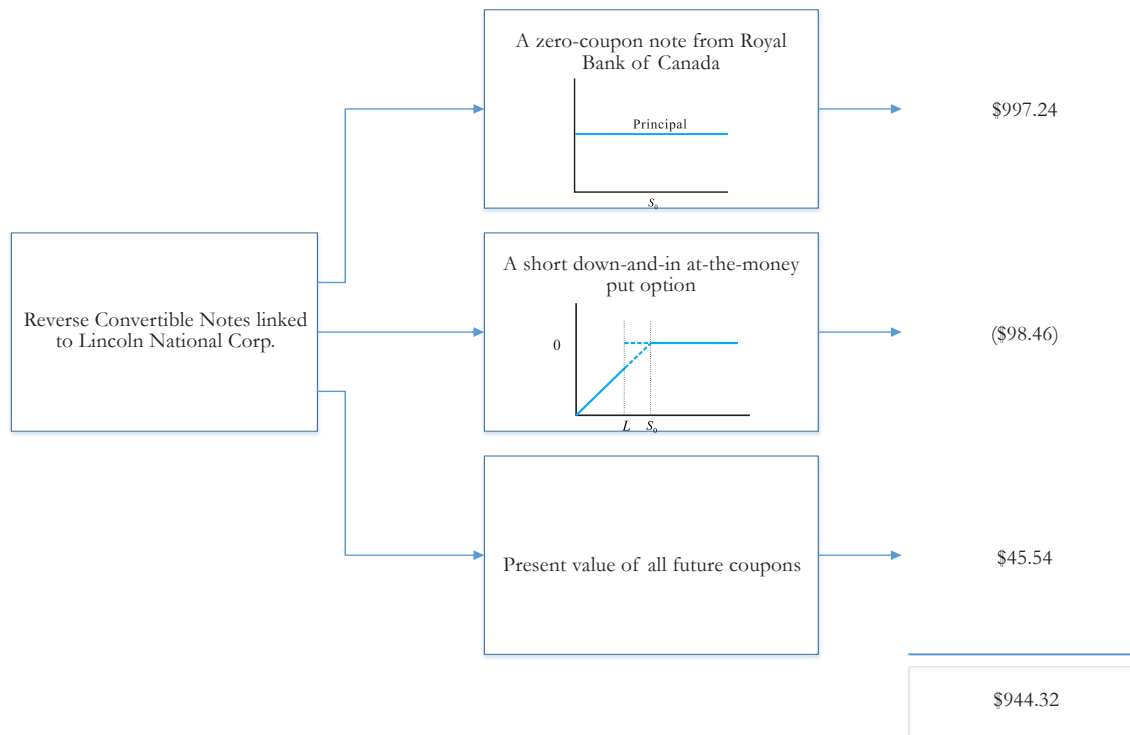 A zero-coupon note from Royal
Bank of Canada
Principal
S₀
$997.24
Reverse Convertible Notes linked
to Lincoln National Corp.
A short down-and-in at-the-money
put option
0
L S₀
($98.46)
Present value of all future coupons
$45.54
$944.32